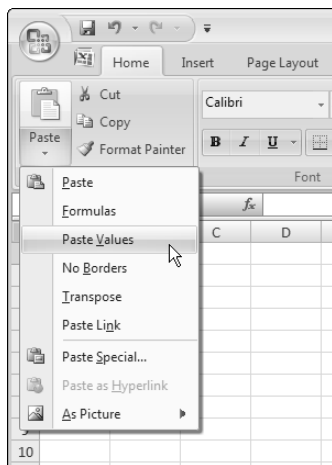 Home Insert Page Layout
Cut
Calibri
Copy
Paste
Format Painter
B I U
Font
Paste
fx
Formulas
C D
Paste Values
No Borders
Transpose
Paste Link
Paste Special...
Paste as Hyperlink
As Picture
10